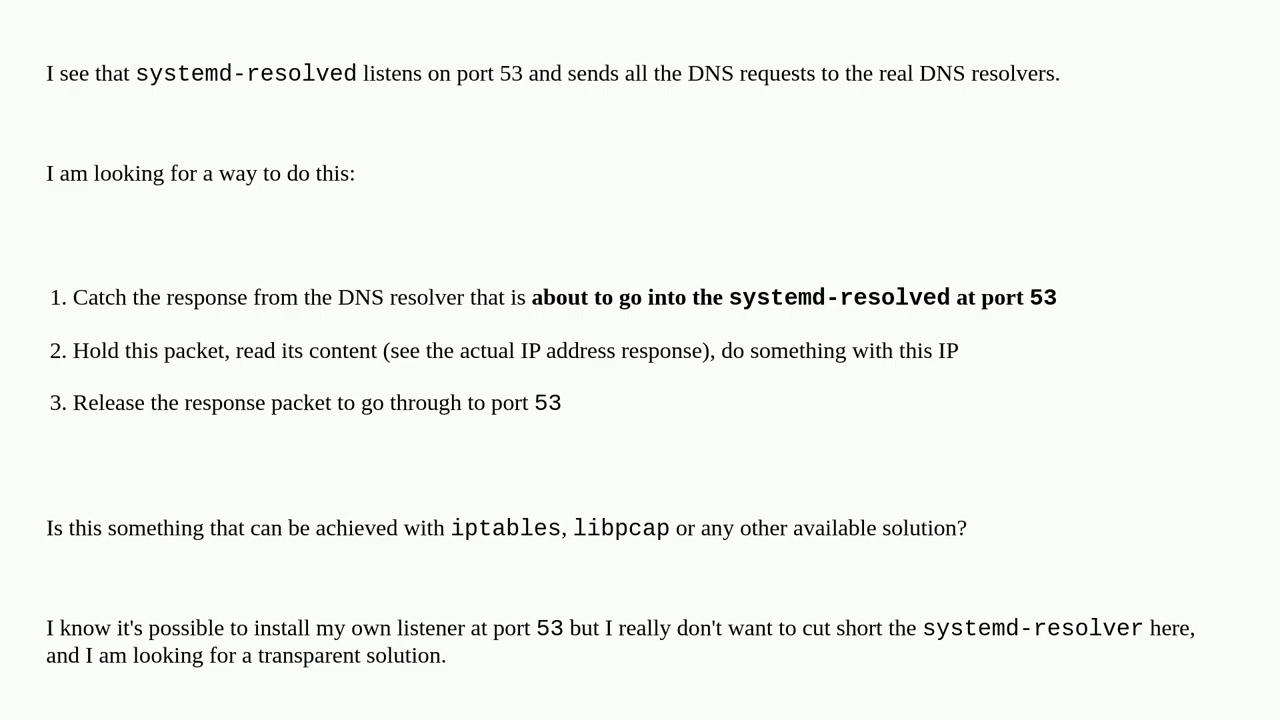 I see that systemd-resolved listens on port 53 and sends all the DNS requests to the real DNS resolvers.
I am looking for a way to do this:
1. Catch the response from the DNS resolver that is about to go into the systemd-resolved at port 53
2. Hold this packet, read its content (see the actual IP address response), do something with this IP
3. Release the response packet to go through to port 53
Is this something that can be achieved with iptables, libpcap or any other available solution?
I know it's possible to install my own listener at port 53 but I really don't want to cut short the systemd-resolver here,
and I am looking for a transparent solution.